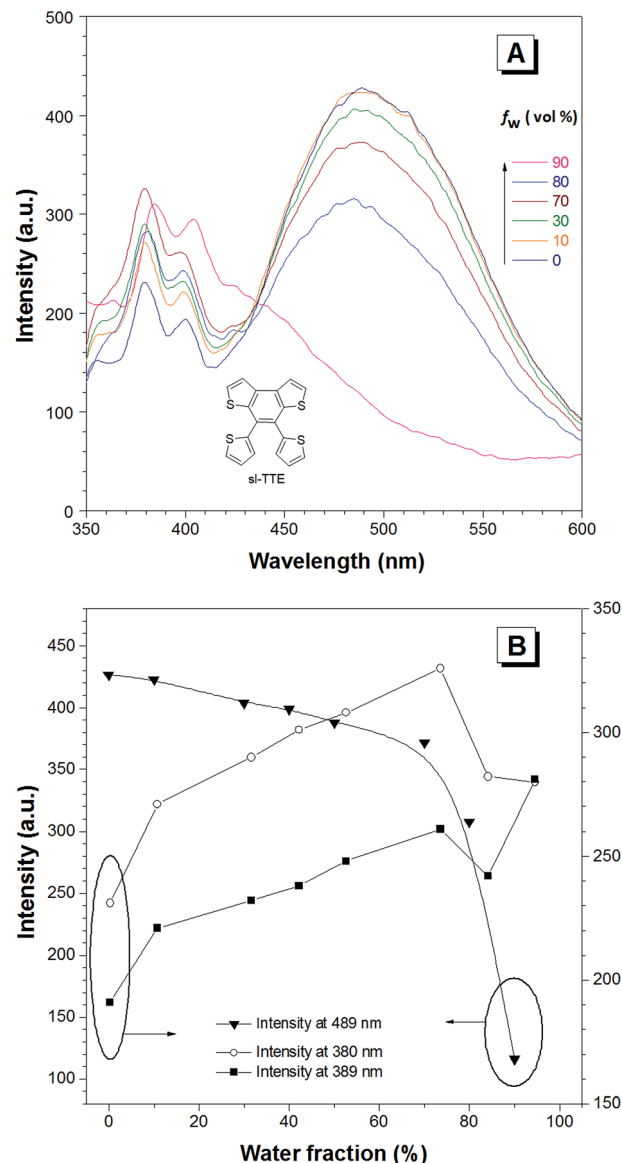 500
A
400
f_w ( vol %)
90
80
70
30
10
0
300
200
100
0
Intensity (a.u.)
S S
S S
sl-TTE
350 400 450 500 550 600
Wavelength (nm)
B
450
400
350
300
250
200
150
100
Intensity (a.u.)
350
300
250
200
150
Intensity at 489 nm
Intensity at 380 nm
Intensity at 389 nm
0 20 40 60 80 100
Water fraction (%)